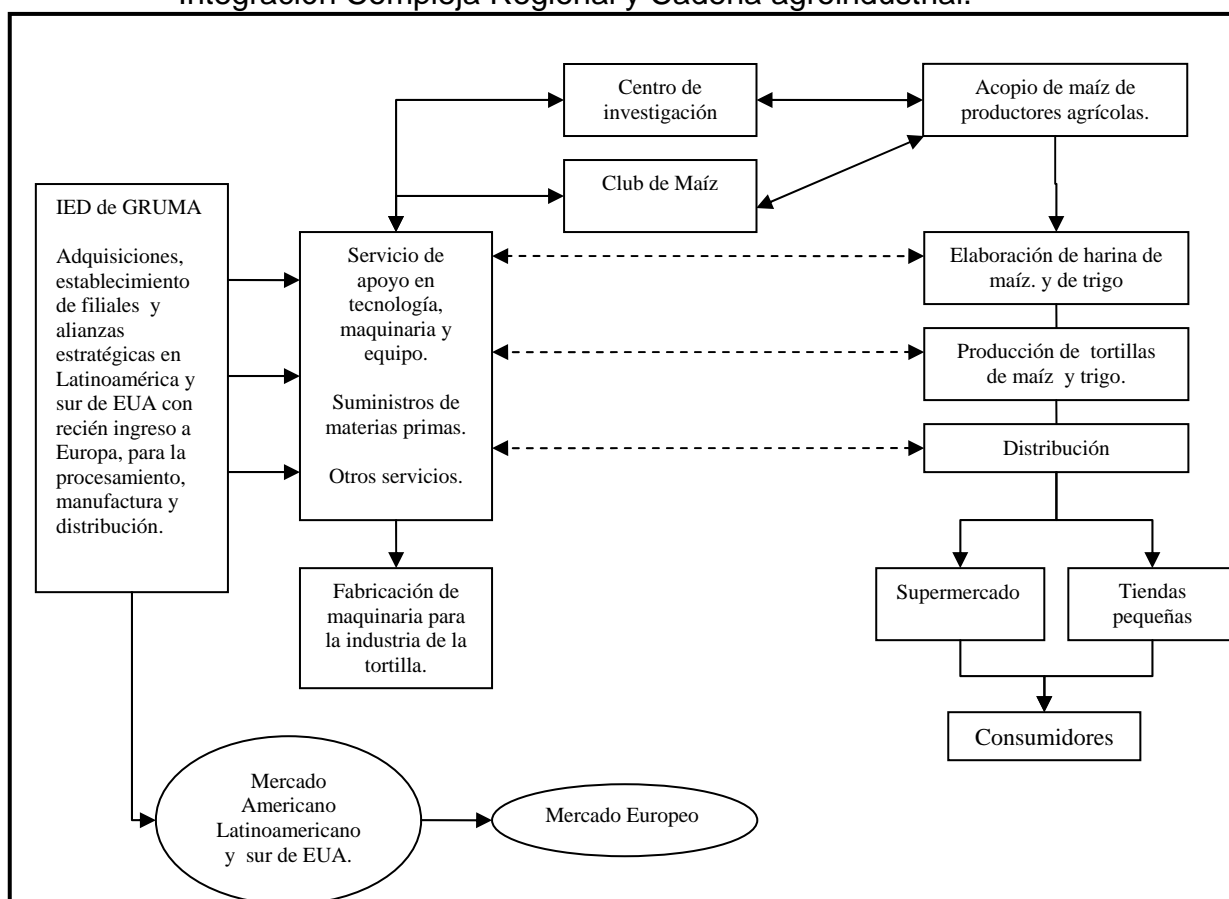 Integración Compleja Regional y Cadena agroindustrial.
Centro de
investigación
Acopio de maíz de
productores agrícolas.
Club de Maíz
IED de GRUMA
Adquisiciones,
establecimiento
de filiales y
alianzas
estratégicas en
Latinoamérica y
sur de EUA con
recién ingreso a
Europa, para la
procesamiento,
manufactura y
distribución.
Servicio de
apoyo en
tecnología,
maquinaria y
equipo.
Suministros de
materias primas.
Otros servicios.
Elaboración de harina de
maíz. y de trigo
Producción de tortillas
de maíz y trigo.
Distribución
Fabricación de
maquinaria para
la industria de la
tortilla.
Supermercado
Tiendas
pequeñas
Consumidores
Mercado
Americano
Latinoamericano
y sur de EUA.
Mercado Europeo